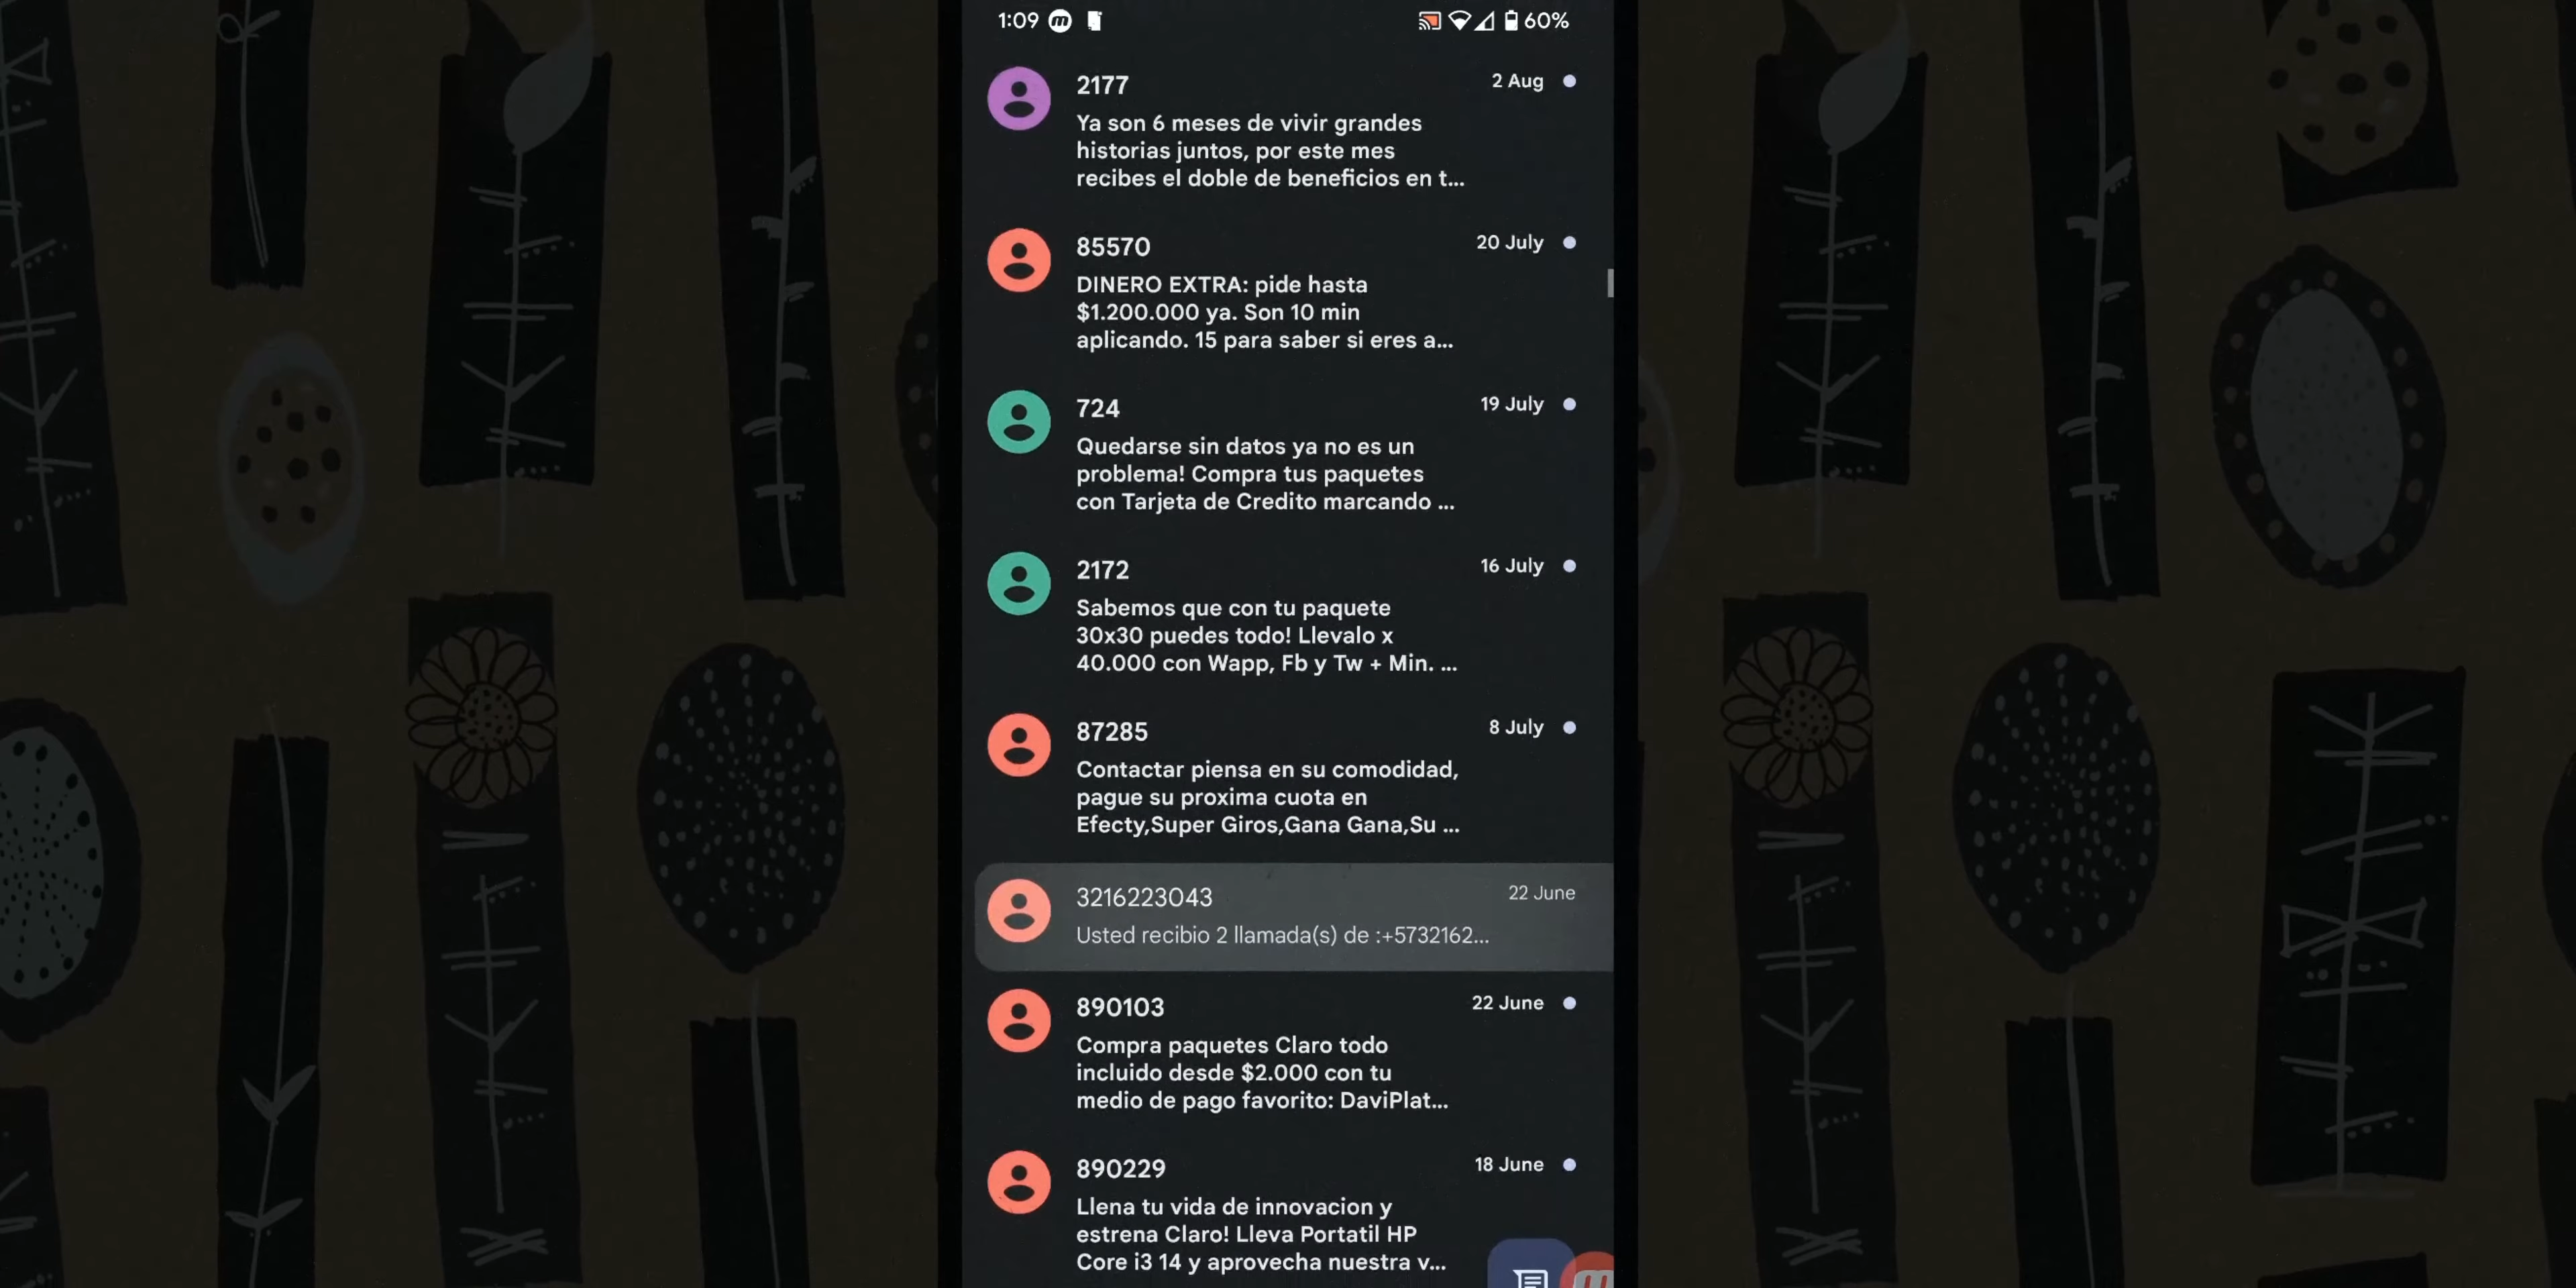 1:09
60%
2177
2 Aug
Ya son 6 meses de vivir grandes
historias juntos, por este mes
recibes el doble de beneficios en t...
85570
20 July
DINERO EXTRA: pide hasta
$1.200.000 ya. Son 10 min
aplicando. 15 para saber si eres a...
724
19 July
Quedarse sin datos ya no es un
problema! Compra tus paquetes
con Tarjeta de Credito marcando ...
2172
16 July
Sabemos que con tu paquete
30x30 puedes todo! Llevalo x
40.000 con Wapp, Fb y Tw + Min. ...
87285
8 July
Contactar piensa en su comodidad,
pague su proxima cuota en
Efecty,Super Giros,Gana Gana,Su ...
3216223043
22 June
Usted recibio 2 llamada(s) de :+5732162...
890103
22 June
Compra paquetes Claro todo
incluido desde $2.000 con tu
medio de pago favorito: DaviPlat...
890229
18 June
Llena tu vida de innovacion y
estrena Claro! Lleva Portatil HP
Core i3 14 y aprovecha nuestra v...